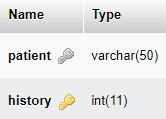 Name Type
patient varchar(50)
history int(11)